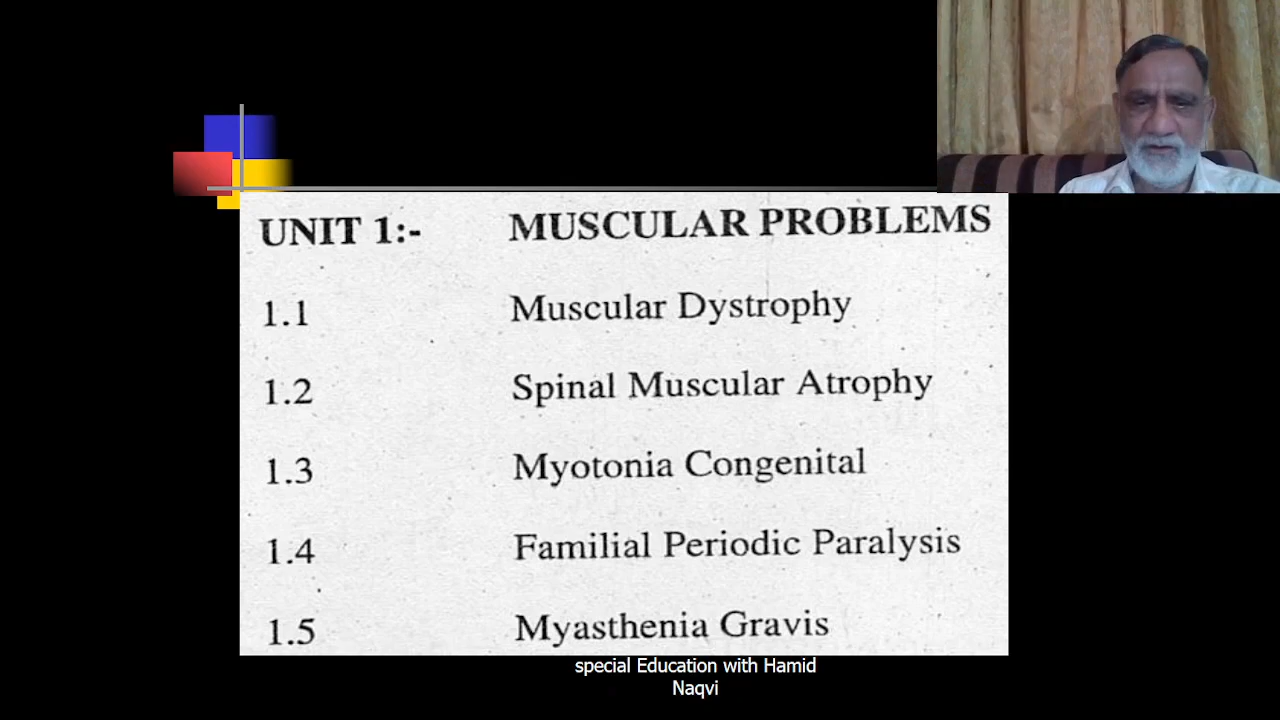 UNIT 1:- MUSCULAR PROBLEMS
1.1 Muscular Dystrophy
1.2 Spinal Muscular Atrophy
1.3 Myotonia Congenital
1.4 Familial Periodic Paralysis
1.5 Myasthenia Gravis
special Education with Hamid
Naqvi